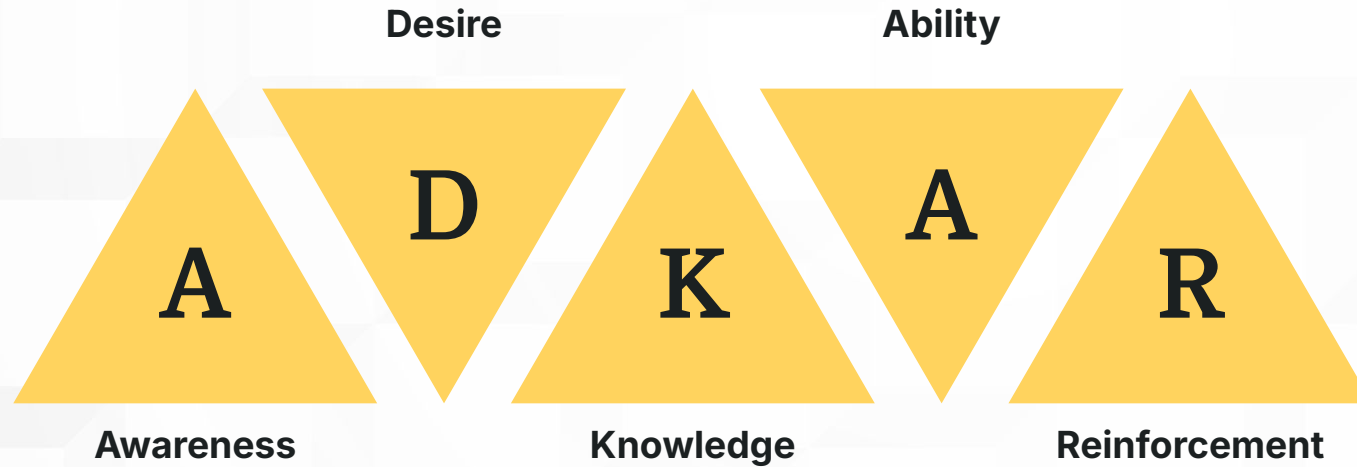 Desire
Ability
A
D
K
A
R
Awareness
Knowledge
Reinforcement